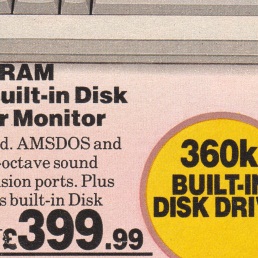 RAM
uilt-in Disk
r Monitor
d. AMSDOS and
-octave sound
sion ports. Plus
s built-in Disk
£399.99
360k
BUILT-IN
DISK DRIV